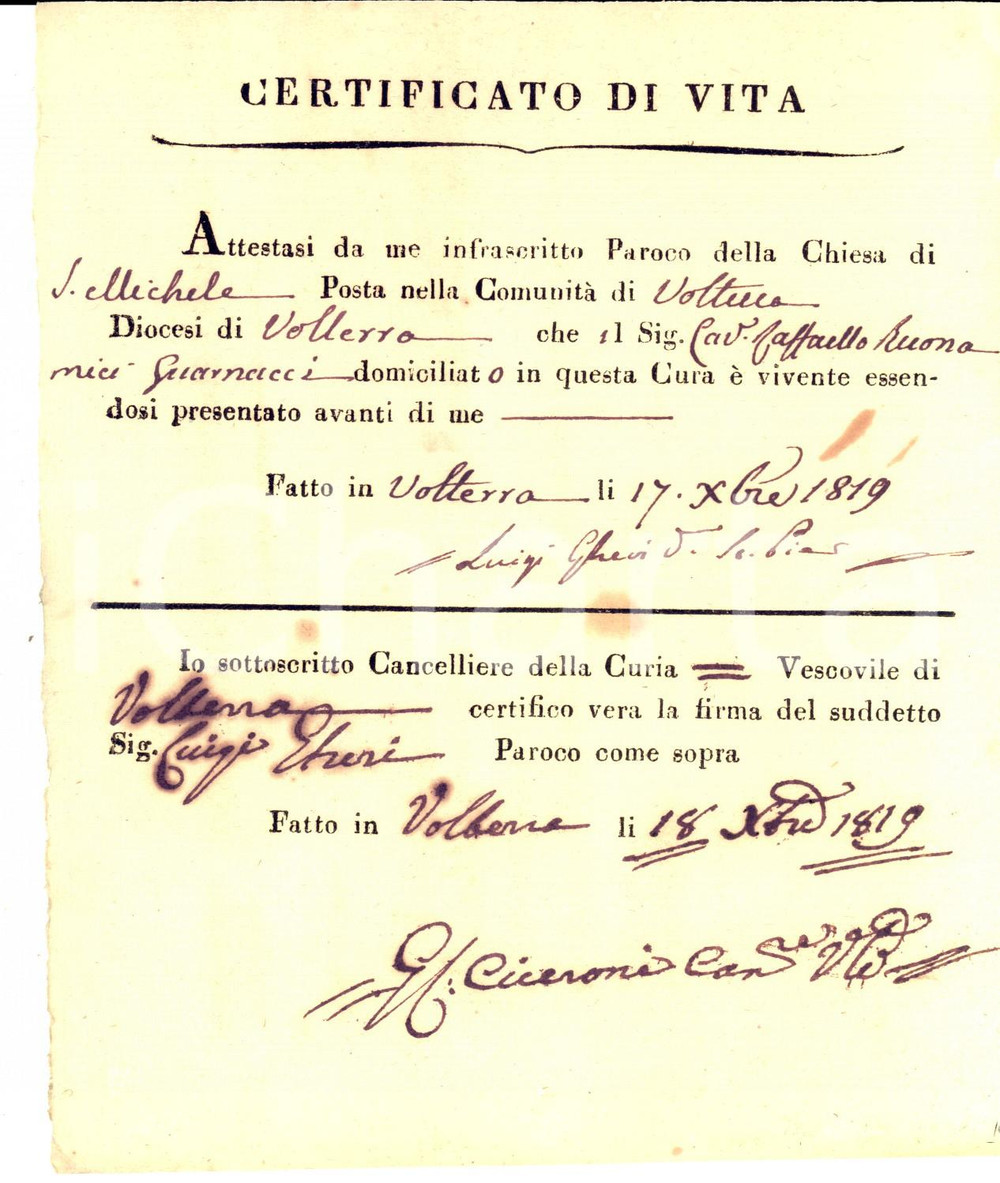 CERTIFICATO DI VITA
Attestasi da me infrascritto Paroco della Chiesa di
S. Michele Posta nella Comunità di
Diocesi di Volterra che il Sig. Cav.r Raffaello Buona
mici Guarnacci domiciliato in questa Cura è vivente essen-
dosi presentato avanti di me
Fatto in Volterra li 17. Xbre 1819
Luigi
Io sottoscritto Cancelliere della Curia = Vescovile di
Volterra certifico vera la firma del suddetto
Sig. Luigi Paroco come sopra
Fatto in Volterra li 18 Xbre 1819
Ciceroni Can.re